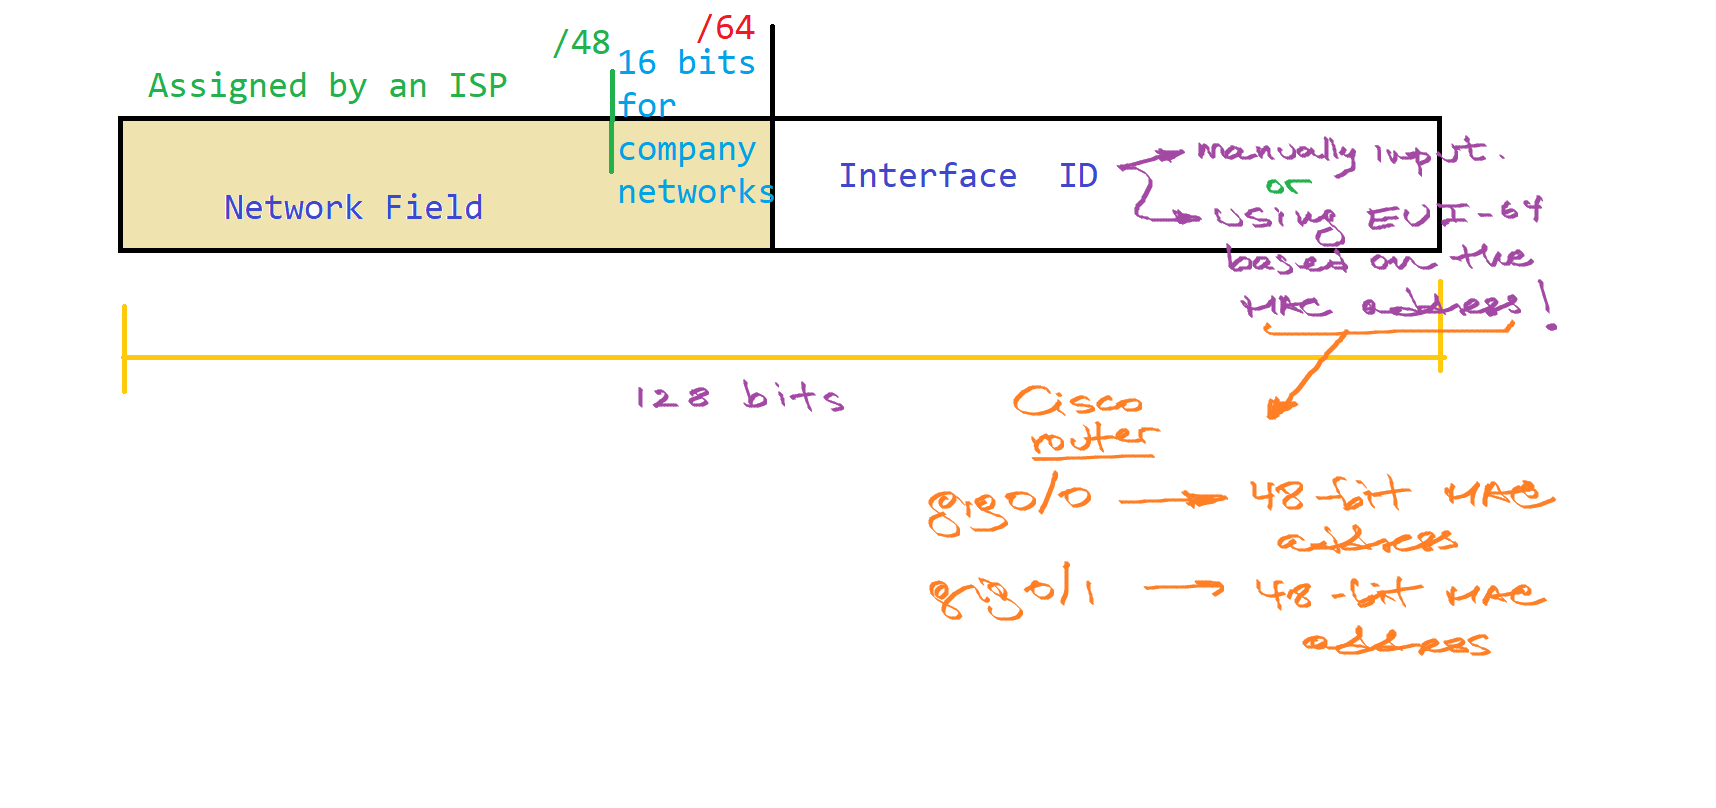 /64
/48
16 bits
Assigned by an ISP
for
company
networks
Network Field
Interface ID
manually input.
or
using EUI-64
based on the
MAC address!
128 bits
Cisco
router
gig0/0
48-bit MAC
address
gig0/1
48-bit MAC
address